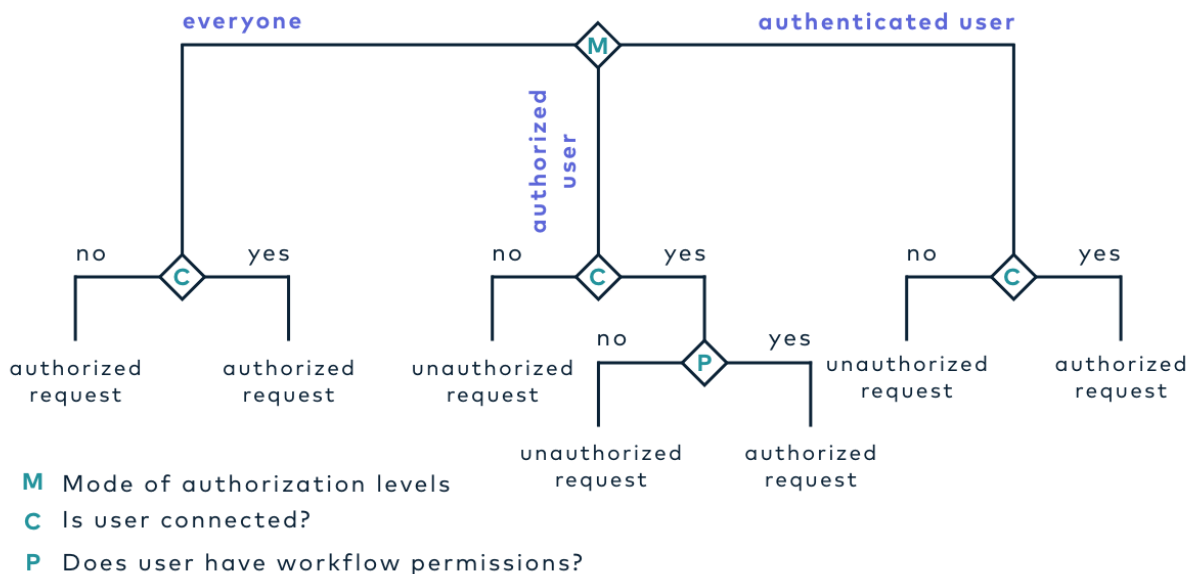 everyone
authenticated user
M
authorized
user
no
yes
no
yes
no
yes
C
C
C
no
yes
P
authorized
request
authorized
request
unauthorized
request
unauthorized
request
authorized
request
unauthorized
request
authorized
request
M Mode of authorization levels
C Is user connected?
P Does user have workflow permissions?